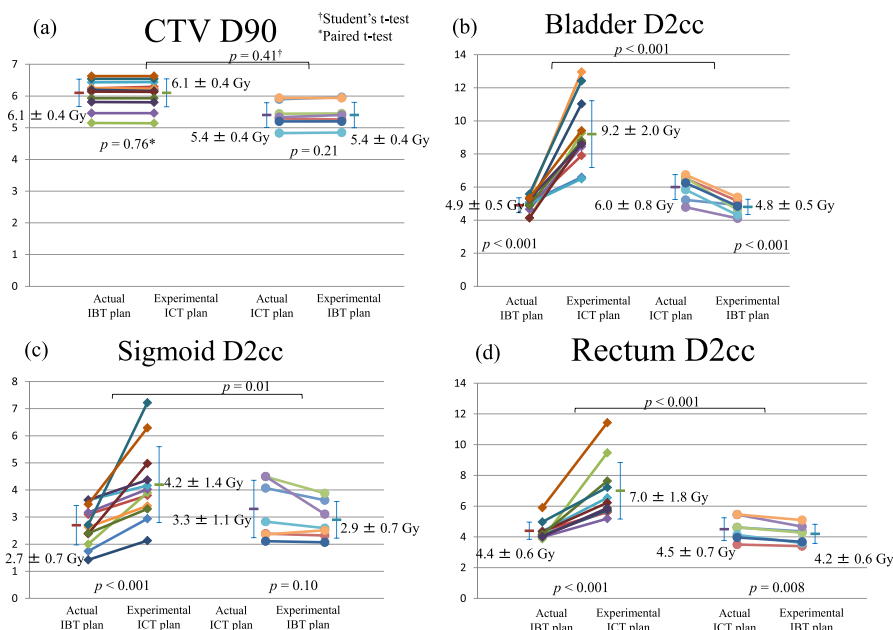 (a)
CTV D90
†Student's t-test
*Paired t-test
p = 0.41†
7
6
5
4
3
2
1
0
6.1 ± 0.4 Gy
6.1 ± 0.4 Gy
p = 0.76*
5.4 ± 0.4 Gy
5.4 ± 0.4 Gy
p = 0.21
Actual
IBT plan
Experimental
ICT plan
Actual
ICT plan
Experimental
IBT plan
(b)
Bladder D2cc
p < 0.001
14
12
10
8
6
4
2
0
9.2 ± 2.0 Gy
4.9 ± 0.5 Gy
6.0 ± 0.8 Gy
4.8 ± 0.5 Gy
p < 0.001
p < 0.001
Actual
IBT plan
Experimental
ICT plan
Actual
ICT plan
Experimental
IBT plan
(c)
Sigmoid D2cc
p = 0.01
8
7
6
5
4
3
2
1
0
4.2 ± 1.4 Gy
3.3 ± 1.1 Gy
2.9 ± 0.7 Gy
2.7 ± 0.7 Gy
p < 0.001
p = 0.10
Actual
IBT plan
Experimental
ICT plan
Actual
ICT plan
Experimental
IBT plan
(d)
Rectum D2cc
p < 0.001
14
12
10
8
6
4
2
0
7.0 ± 1.8 Gy
4.4 ± 0.6 Gy
4.5 ± 0.7 Gy
4.2 ± 0.6 Gy
p < 0.001
p = 0.008
Actual
IBT plan
Experimental
ICT plan
Actual
ICT plan
Experimental
IBT plan